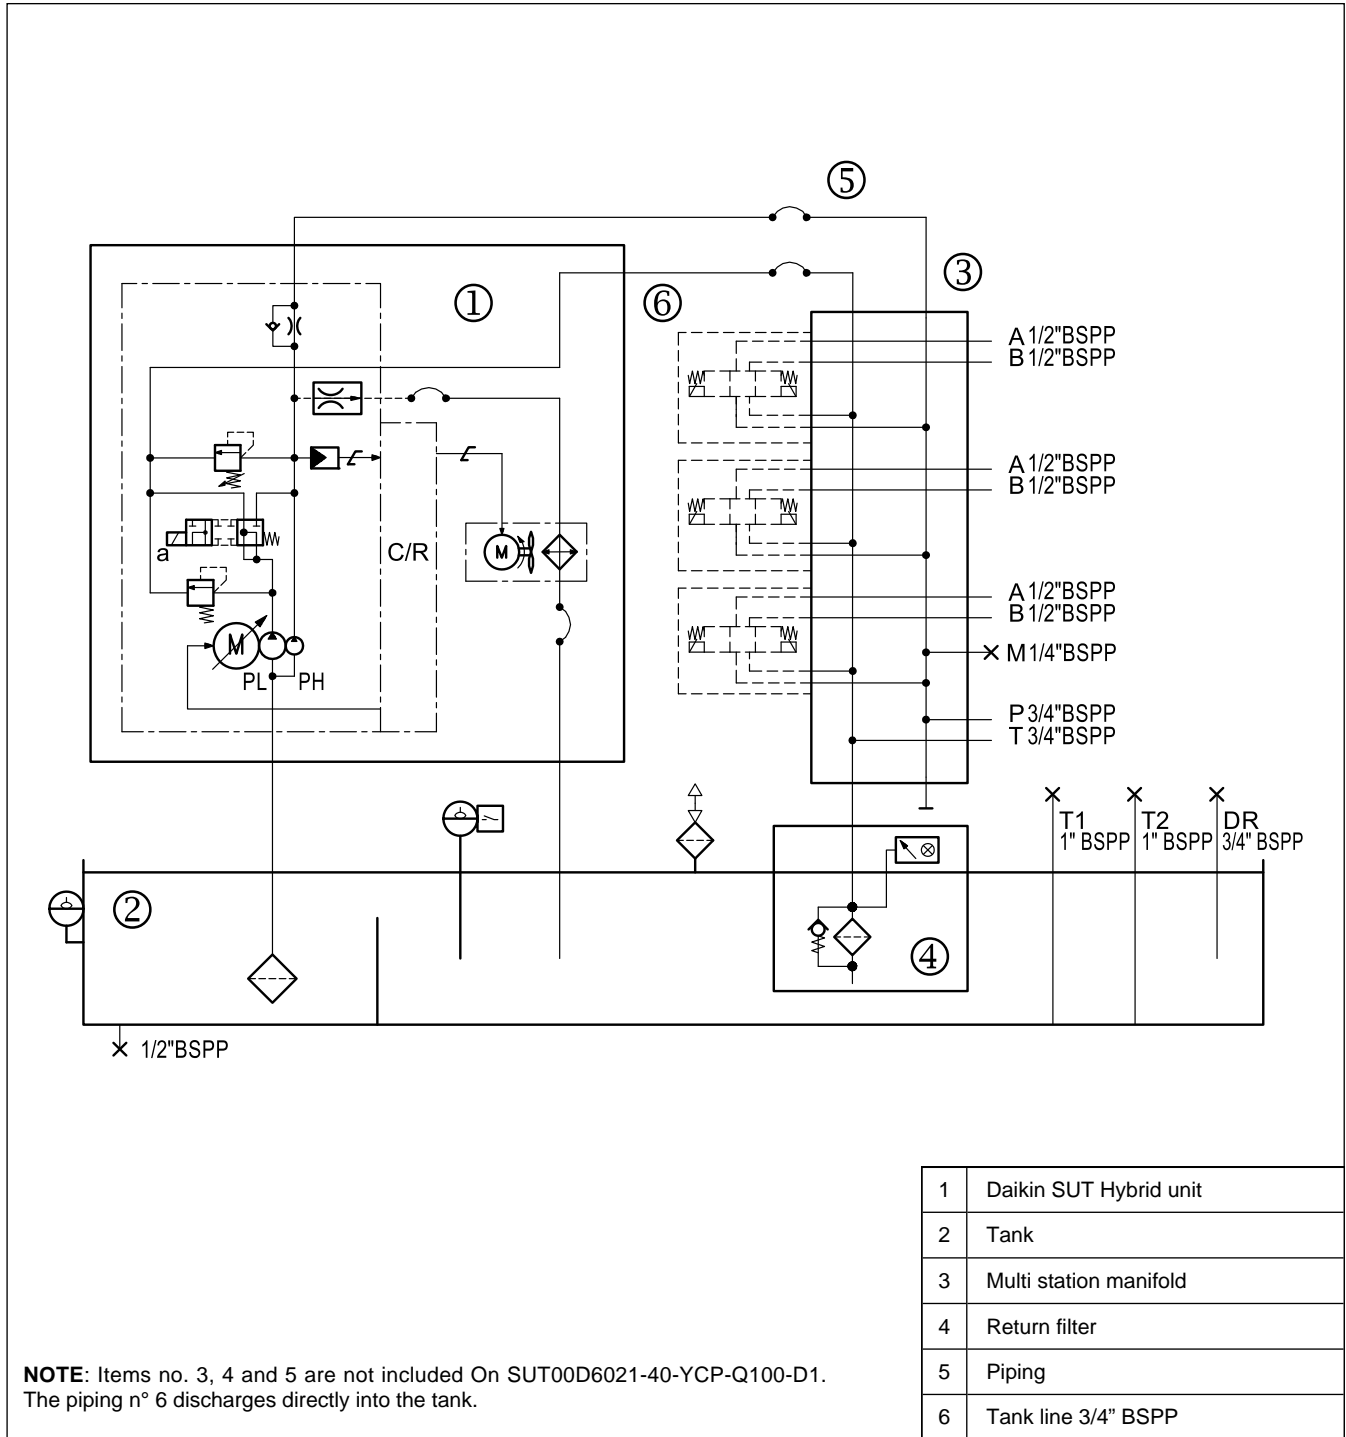 ⑤
③
①
⑥
A 1/2"BSPP
B 1/2"BSPP
A 1/2"BSPP
B 1/2"BSPP
a
C/R
M
A 1/2"BSPP
B 1/2"BSPP
M
M 1/4"BSPP
PL PH
P 3/4"BSPP
T 3/4"BSPP
T1
1" BSPP
T2
1" BSPP
DR
3/4" BSPP
②
④
1/2"BSPP
1 Daikin SUT Hybrid unit
2 Tank
3 Multi station manifold
4 Return filter
5 Piping
6 Tank line 3/4” BSPP
NOTE: Items no. 3, 4 and 5 are not included On SUT00D6021-40-YCP-Q100-D1.
The piping n° 6 discharges directly into the tank.